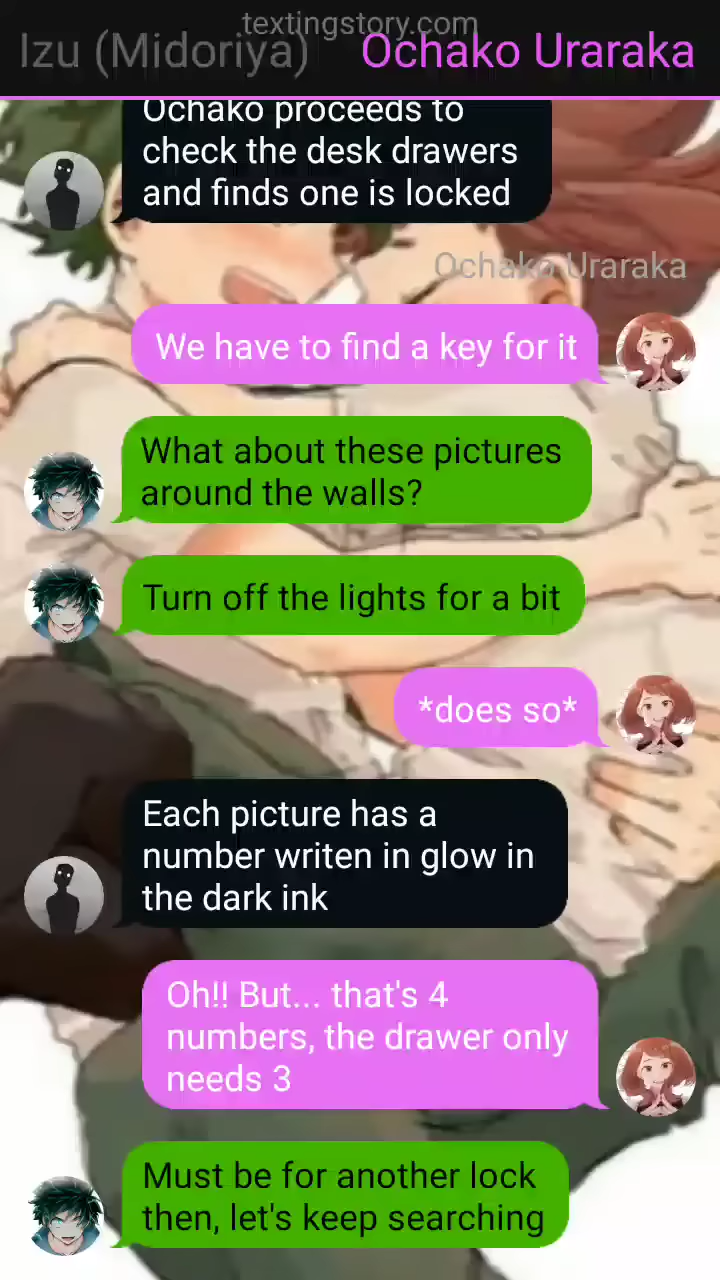 textingstory.com
Izu (Midoriya) Ochako Uraraka
Ochako proceeds to
check the desk drawers
and finds one is locked
Ochako Uraraka
We have to find a key for it
What about these pictures
around the walls?
Turn off the lights for a bit
*does so*
Each picture has a
number writen in glow in
the dark ink
Oh!! But... that's 4
numbers, the drawer only
needs 3
Must be for another lock
then, let's keep searching